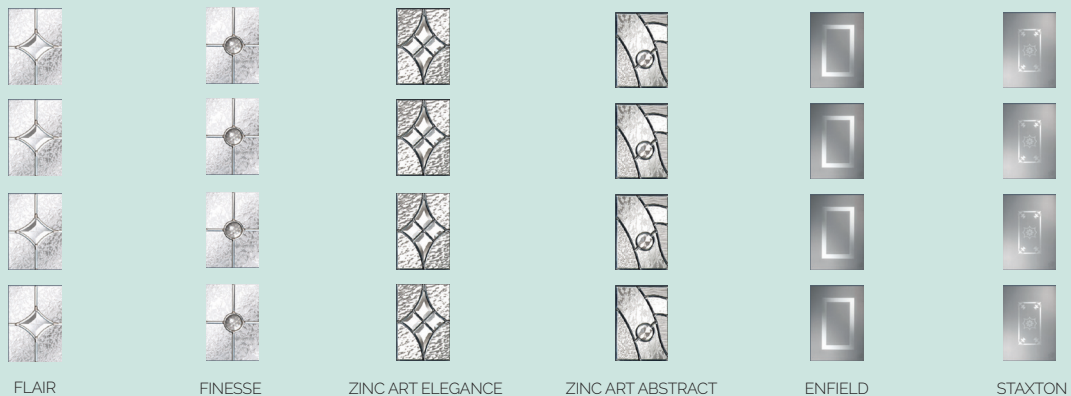 FLAIR
FINESSE
ZINC ART ELEGANCE
ZINC ART ABSTRACT
ENFIELD
STAXTON